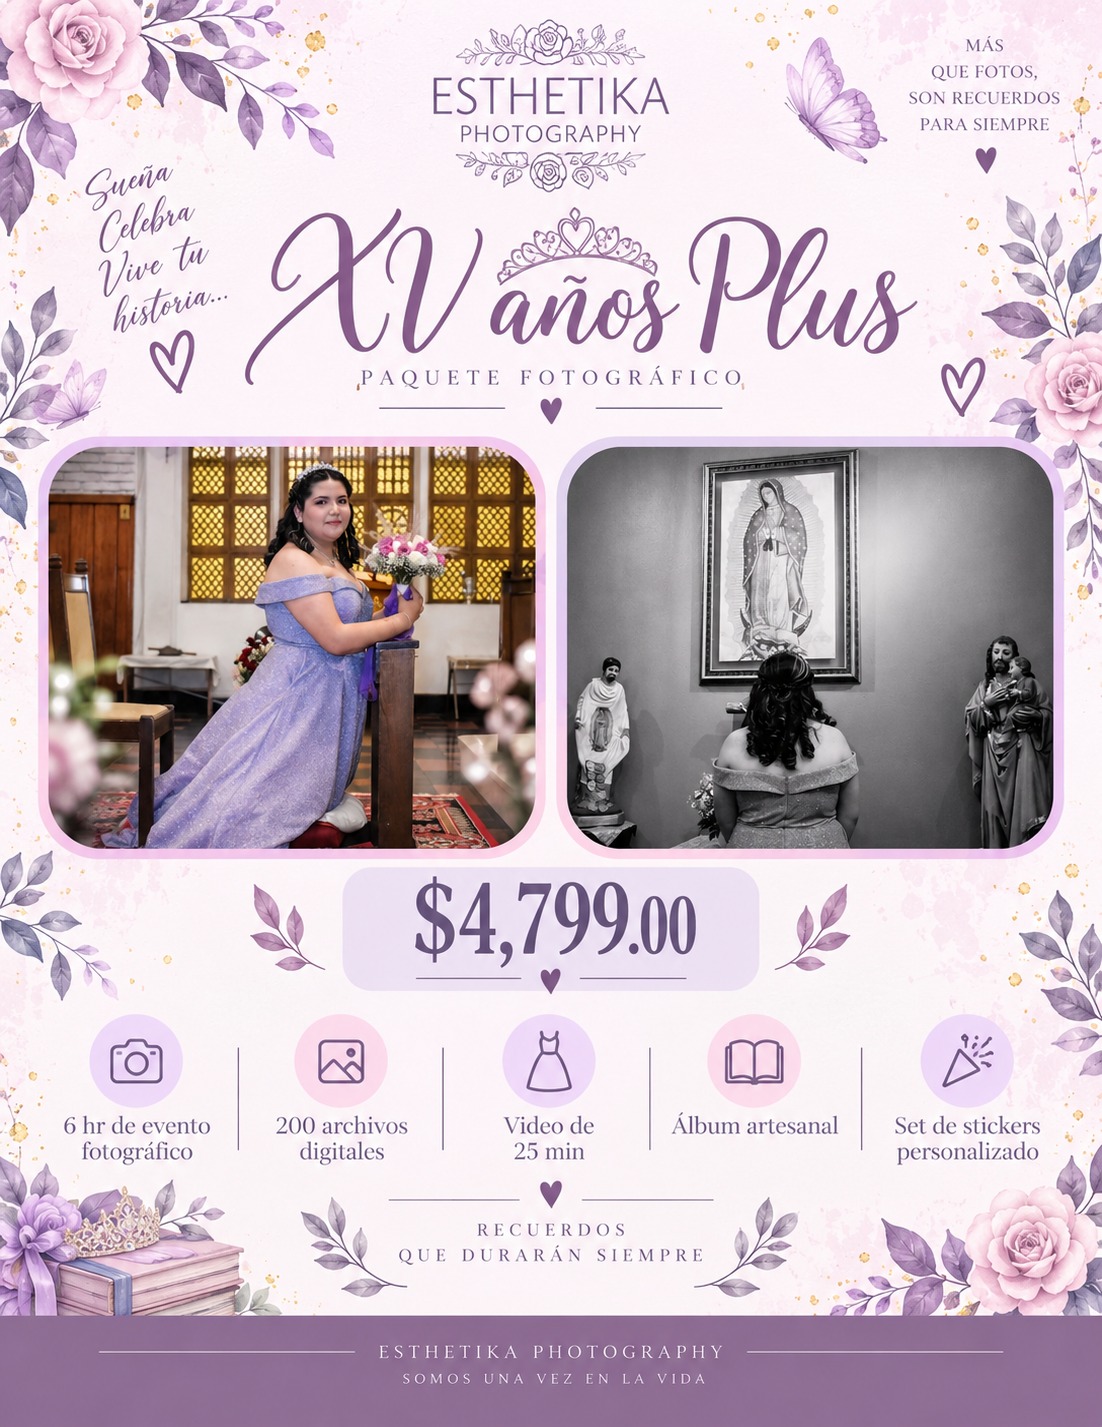 ESTHETIKA
PHOTOGRAPHY
MÁS
QUE FOTOS,
SON RECUERDOS
PARA SIEMPRE
Sueña
Celebra
Vive tu
historia...
XV años Plus
PAQUETE FOTOGRÁFICO
$4,799.00
6 hr de evento
fotográfico
200 archivos
digitales
Video de
25 min
Álbum artesanal
Set de stickers
personalizado
RECUERDOS
QUE DURARÁN SIEMPRE
ESTHETIKA PHOTOGRAPHY
SOMOS UNA VEZ EN LA VIDA